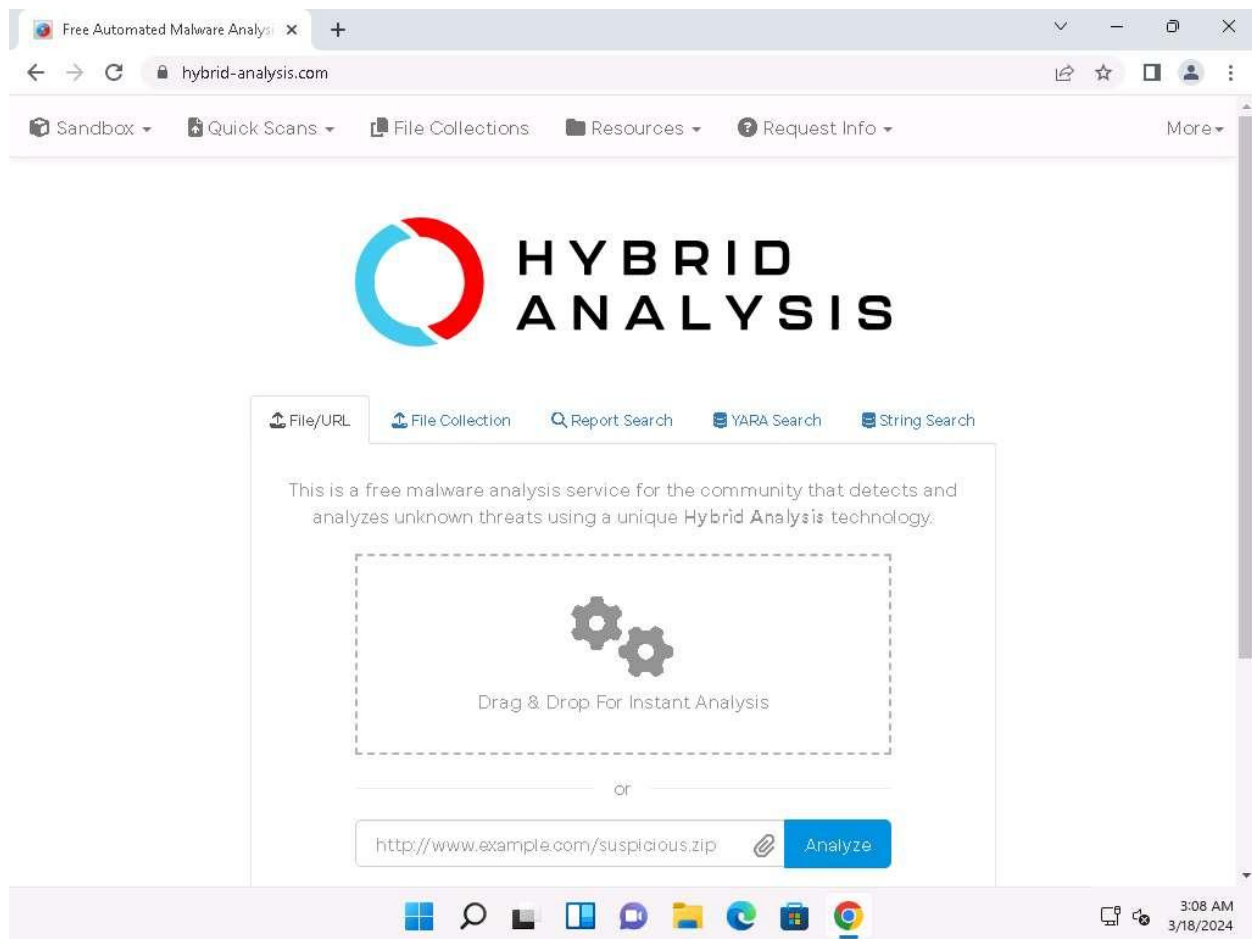 Free Automated Malware Analysi
hybrid-analysis.com
Sandbox Quick Scans File Collections Resources Request Info More
HYBRID
ANALYSIS
File/URL File Collection Report Search YARA Search String Search
This is a free malware analysis service for the community that detects and
analyzes unknown threats using a unique Hybrid Analysis technology.
Drag & Drop For Instant Analysis
or
http://www.example.com/suspicious.zip Analyze
3:08 AM
3/18/2024